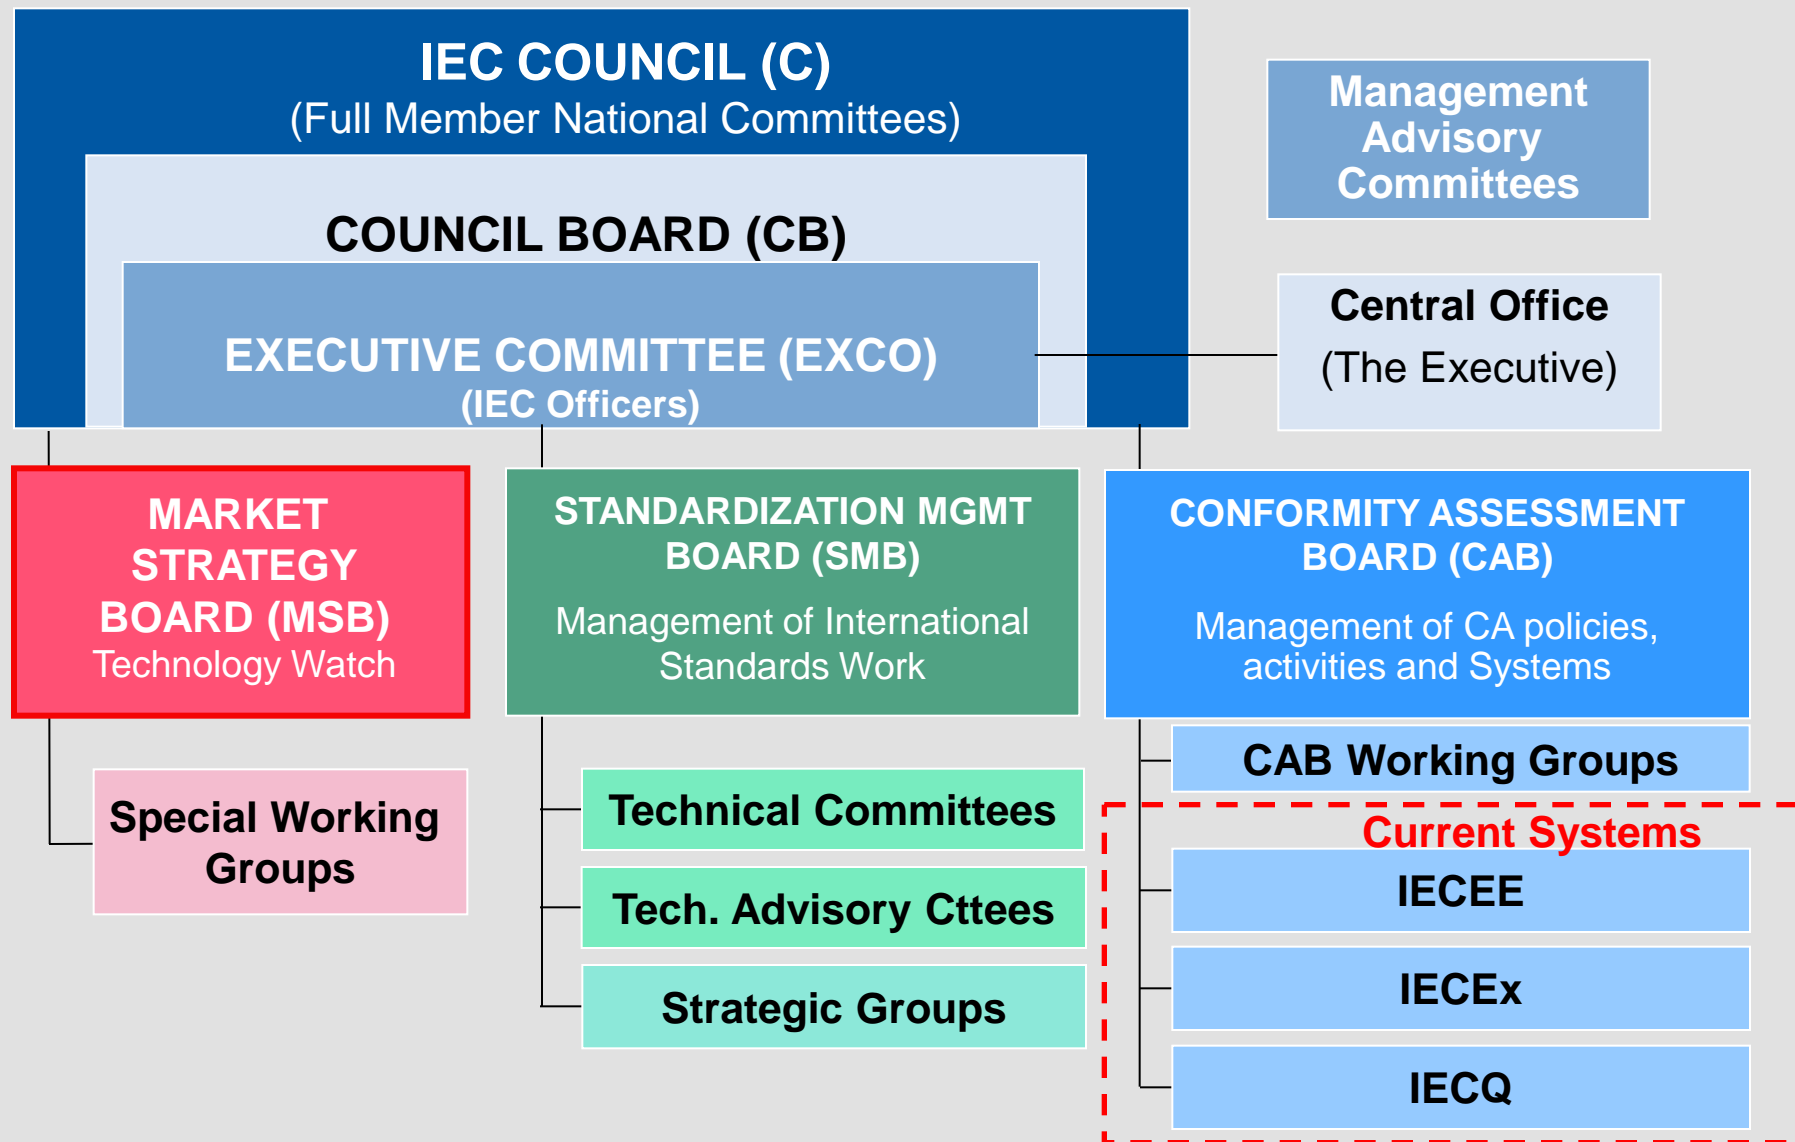 IEC COUNCIL (C)
(Full Member National Committees)
Management
Advisory
Committees
COUNCIL BOARD (CB)
EXECUTIVE COMMITTEE (EXCO)
(IEC Officers)
Central Office
(The Executive)
MARKET
STRATEGY
BOARD (MSB)
Technology Watch
STANDARDIZATION MGMT
BOARD (SMB)
Management of International
Standards Work
CONFORMITY ASSESSMENT
BOARD (CAB)
Management of CA policies,
activities and Systems
Special Working
Groups
Technical Committees
Tech. Advisory Cttees
Strategic Groups
CAB Working Groups
Current Systems
IECEE
IECEx
IECQ